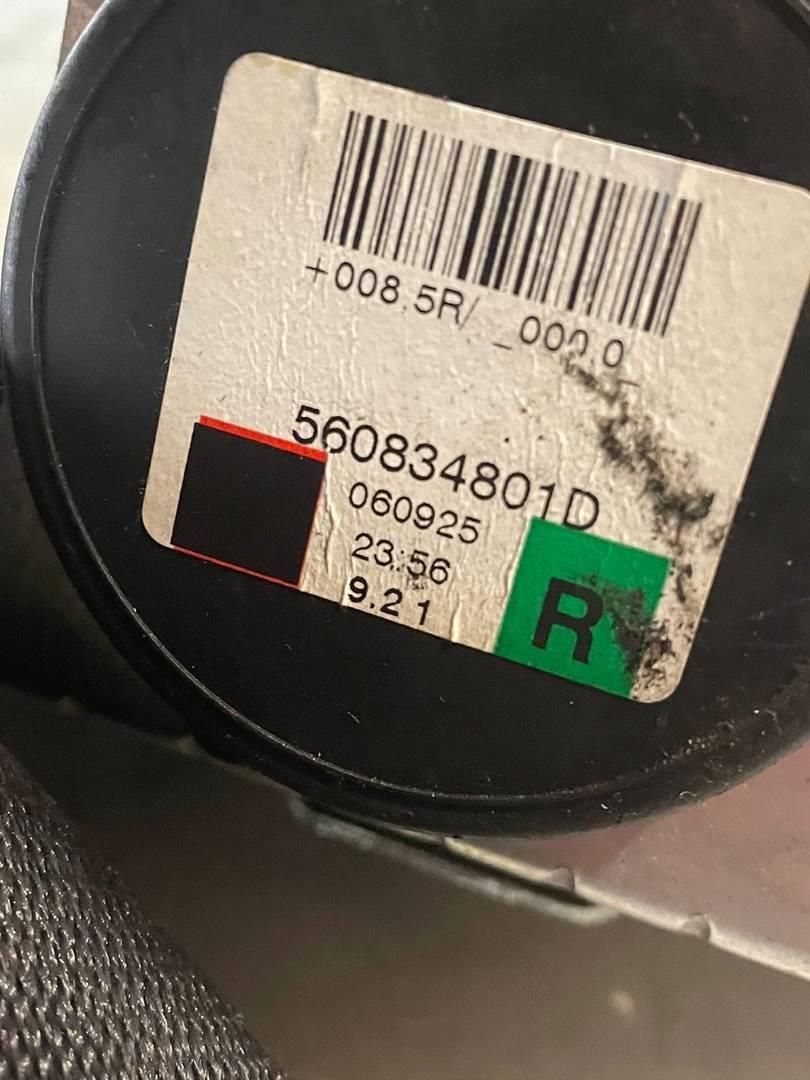 +008.5R/ _000.0_
560834801D
060925
23:56
9.2 1
R